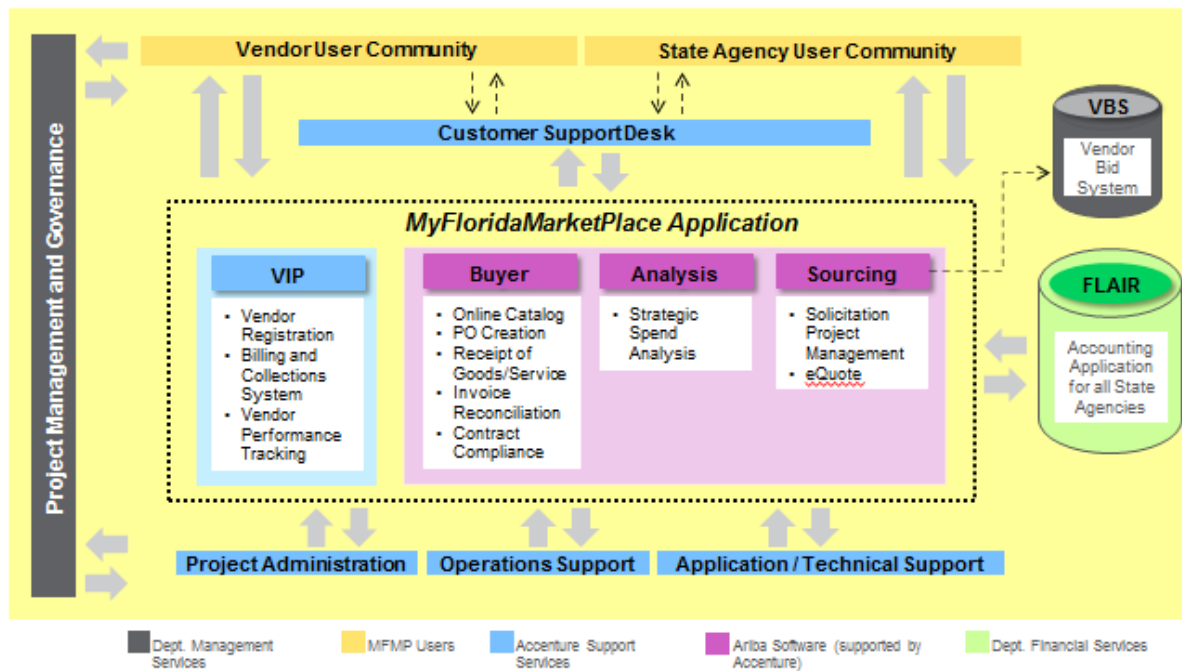 Vendor User Community
State Agency User Community
Customer Support Desk
Project Management and Governance
VBS
Vendor
Bid
System
MyFloridaMarketPlace Application
VIP
▪ Vendor
Registration
▪ Billing and
Collections
System
▪ Vendor
Performance
Tracking
Buyer
▪ Online Catalog
▪ PO Creation
▪ Receipt of
Goods/Service
▪ Invoice
Reconciliation
▪ Contract
Compliance
Analysis
▪ Strategic
Spend
Analysis
Sourcing
▪ Solicitation
Project
Management
▪ eQuote
FLAIR
Accounting
Application
for all State
Agencies
Project Administration
Operations Support
Application / Technical Support
Dept. Management
Services
MFMP Users
Accenture Support
Services
Ariba Software (supported by
Accenture)
Dept. Financial Services